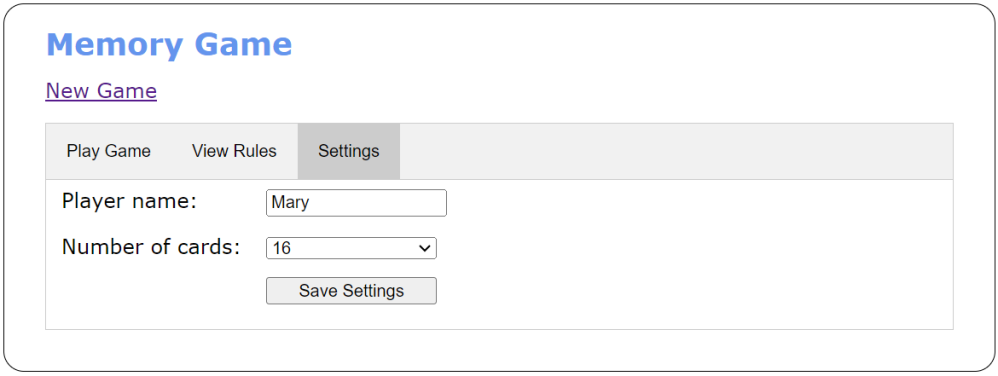 Memory Game
New Game
Play Game View Rules Settings
Player name: Mary
Number of cards: 16
Save Settings